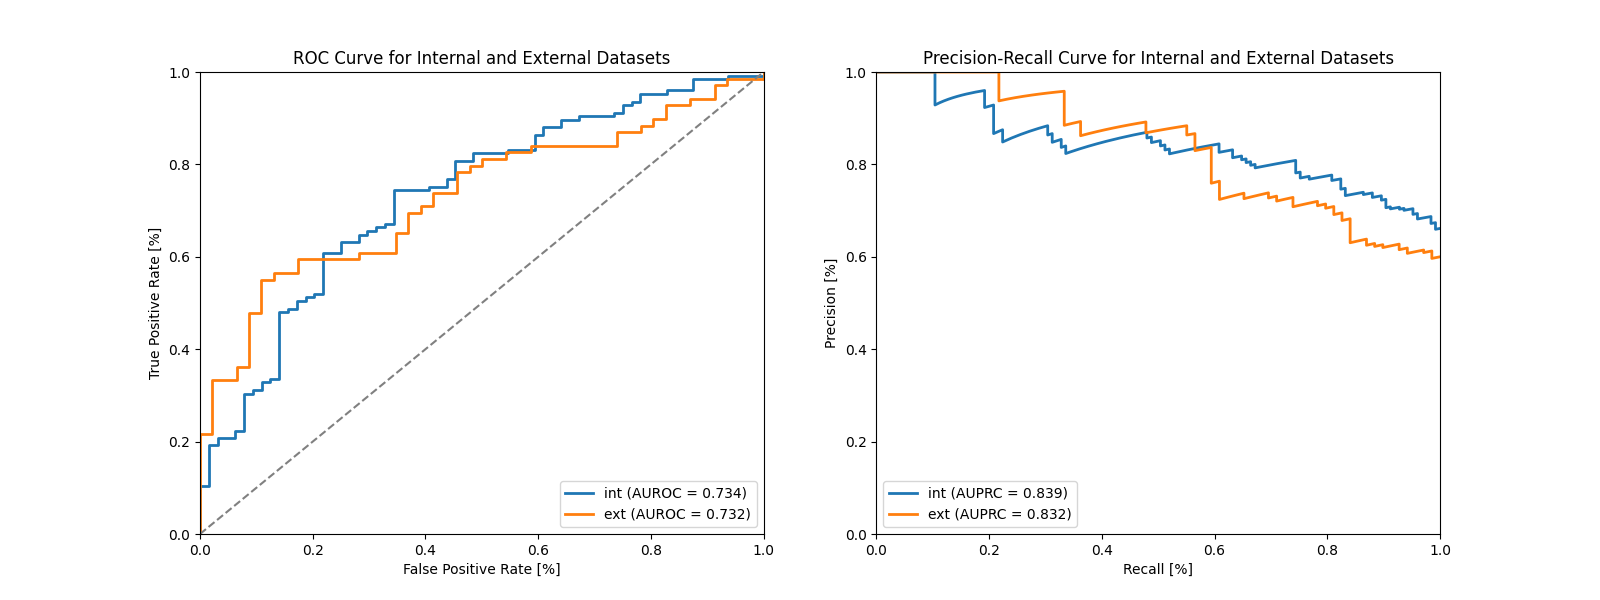 ROC Curve for Internal and External Datasets
1.0
0.8
0.6
0.4
0.2
0.0
True Positive Rate [%]
0.0 0.2 0.4 0.6 0.8 1.0
False Positive Rate [%]
int (AUROC = 0.734)
ext (AUROC = 0.732)
Precision-Recall Curve for Internal and External Datasets
1.0
0.8
0.6
0.4
0.2
0.0
Precision [%]
0.0 0.2 0.4 0.6 0.8 1.0
Recall [%]
int (AUPRC = 0.839)
ext (AUPRC = 0.832)